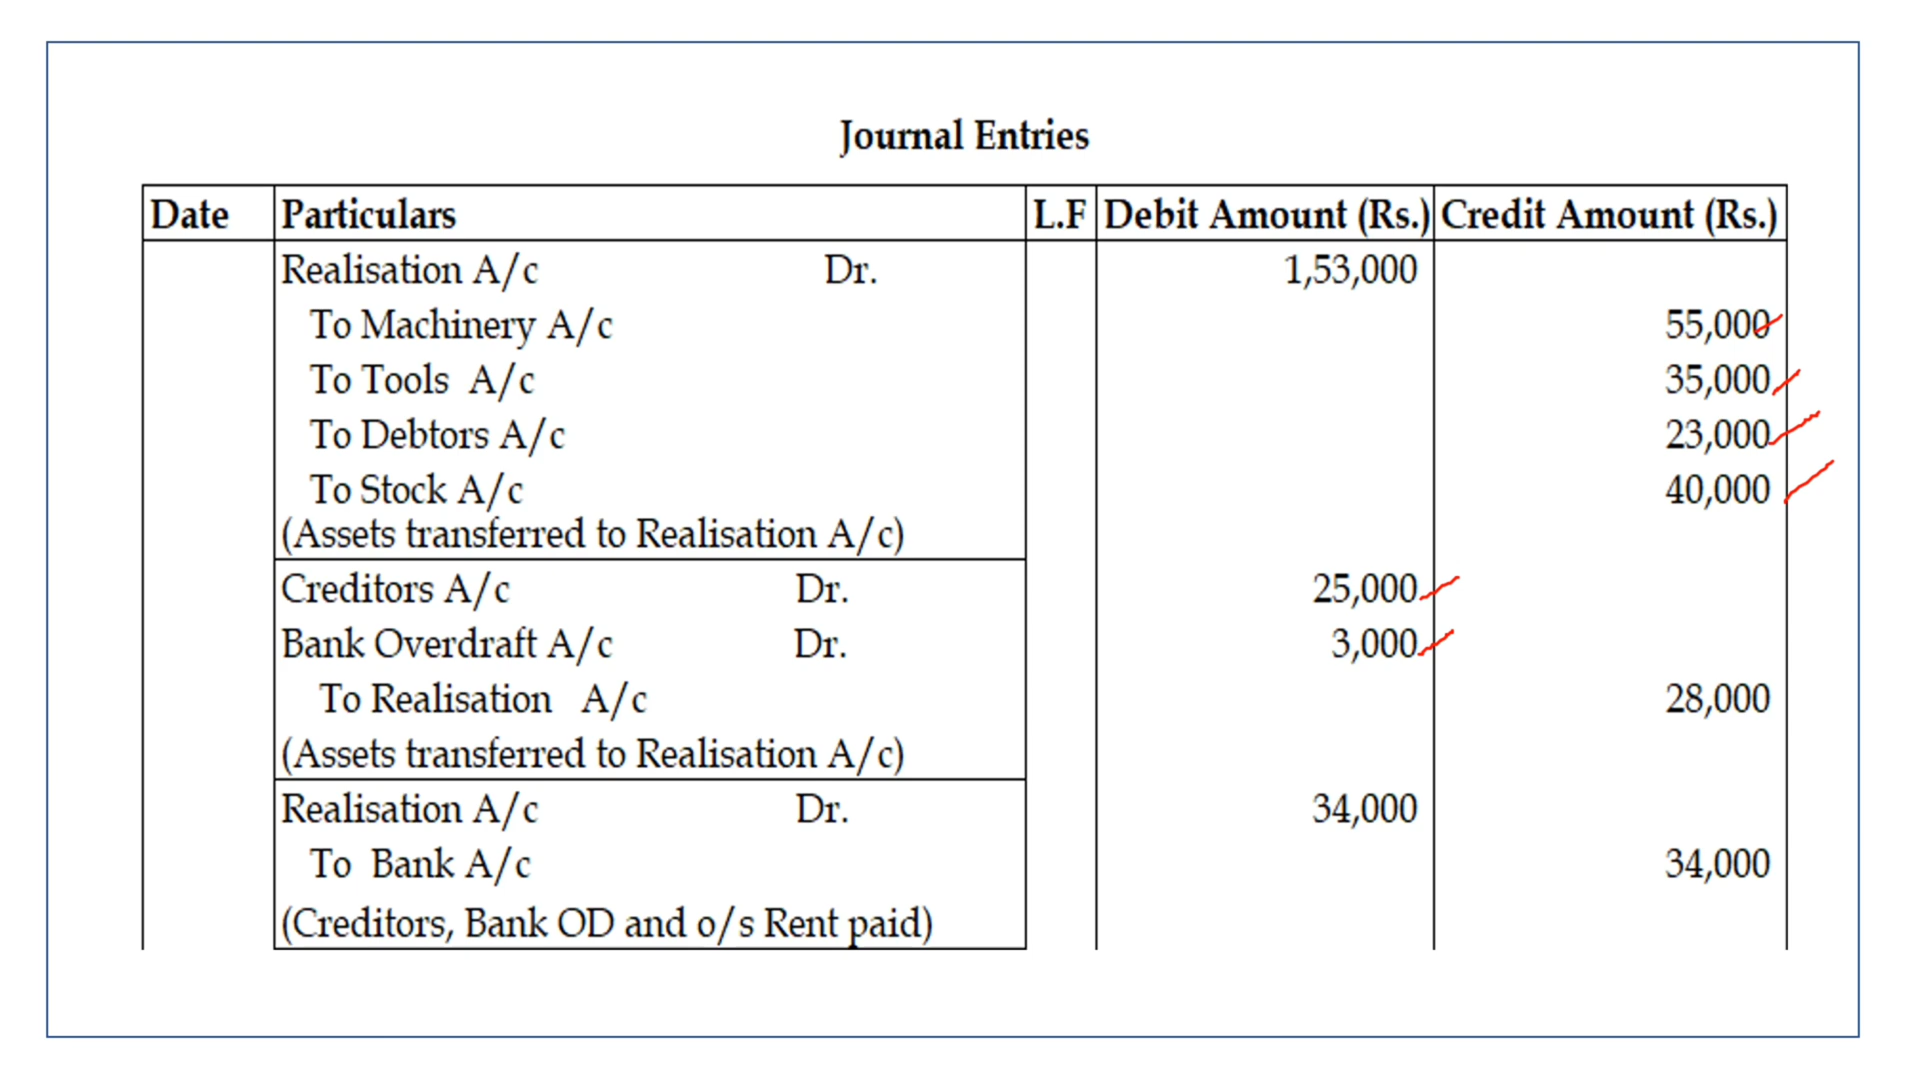 Journal Entries
Date Particulars L.F Debit Amount (Rs.) Credit Amount (Rs.)
Realisation A/c Dr. 1,53,000
To Machinery A/c 55,000
To Tools A/c 35,000
To Debtors A/c 23,000
To Stock A/c 40,000
(Assets transferred to Realisation A/c)
Creditors A/c Dr. 25,000
Bank Overdraft A/c Dr. 3,000
To Realisation A/c 28,000
(Assets transferred to Realisation A/c)
Realisation A/c Dr. 34,000
To Bank A/c 34,000
(Creditors, Bank OD and o/s Rent paid)